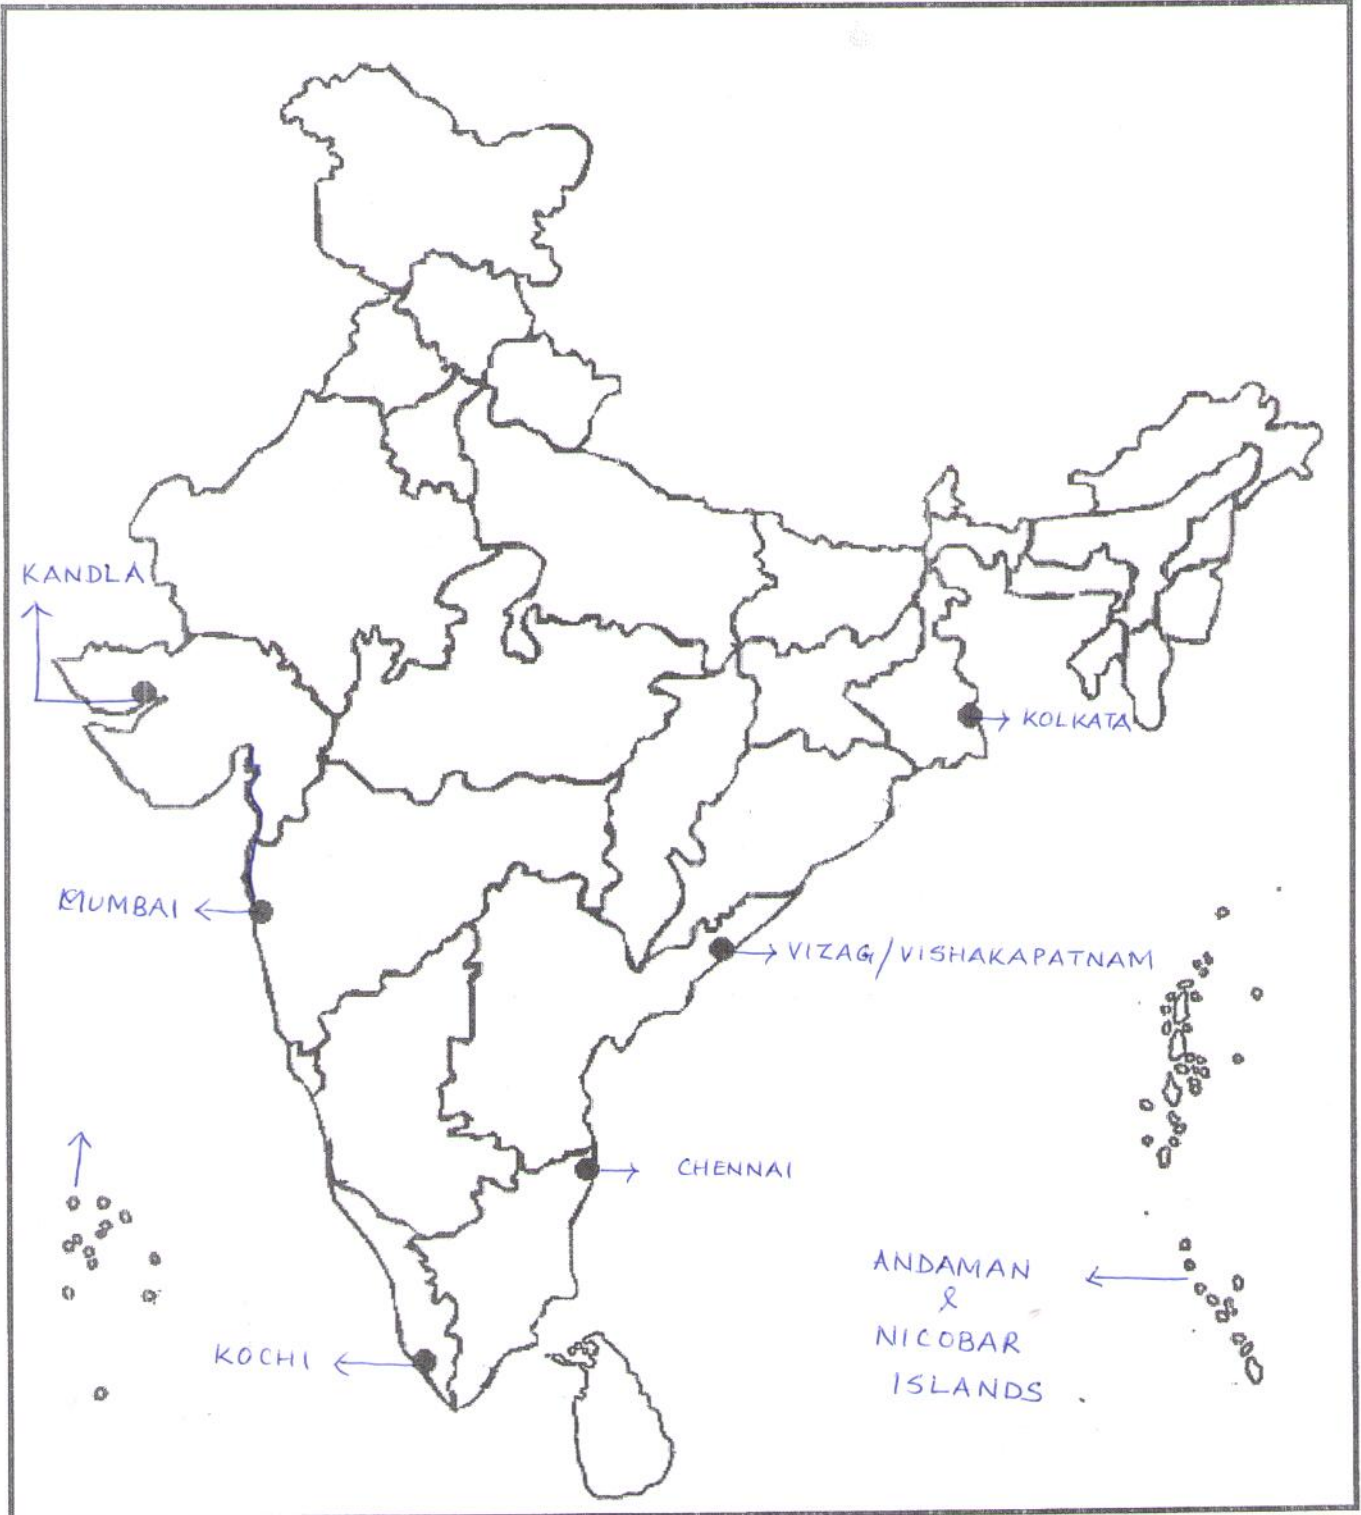 KANDLA
KOLKATA
MUMBAI
VIZAG/VISHAKAPATNAM
CHENNAI
ANDAMAN
&
NICOBAR
ISLANDS
KOCHI